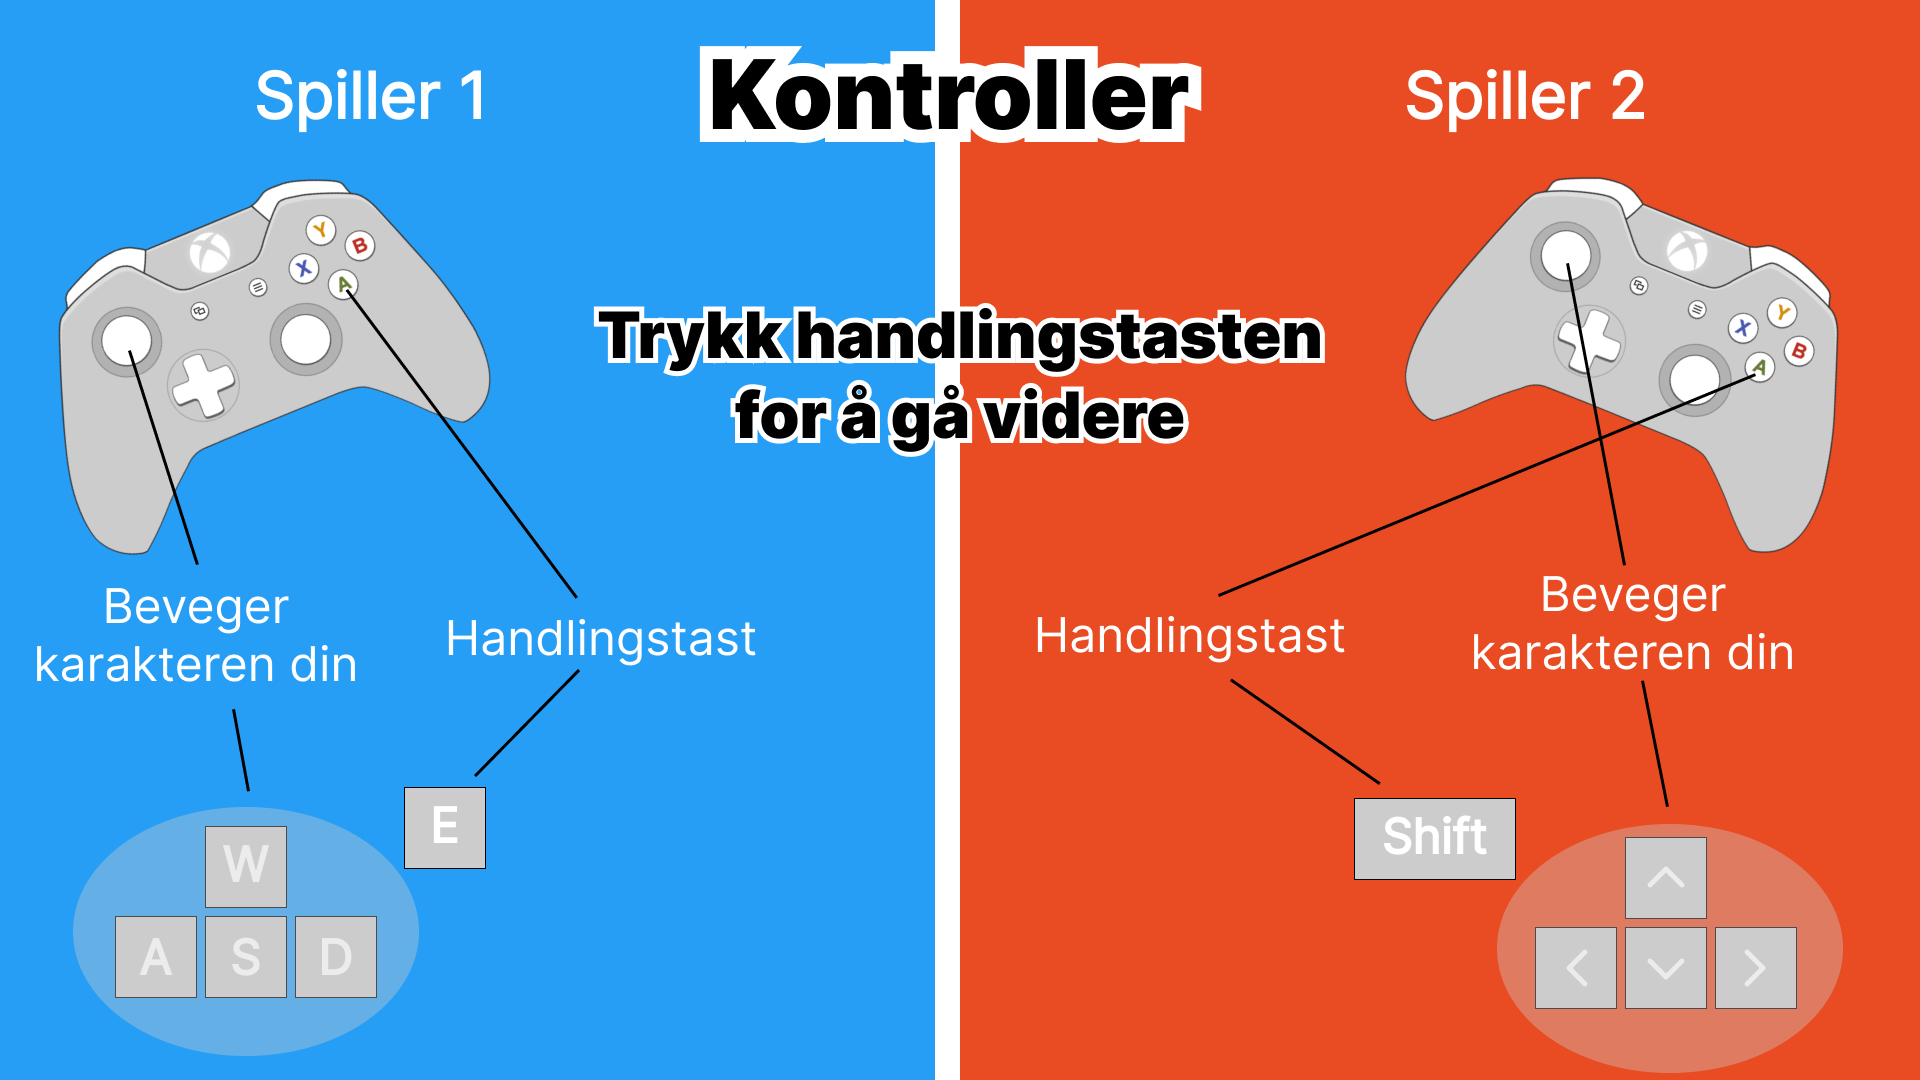 Kontroller
Spiller 1
Spiller 2
Y
B
X
A
Y
X
B
A
Trykk handlingstasten
for å gå videre
Beveger
karakteren din
Handlingstast
Handlingstast
Beveger
karakteren din
E
W
A S D
Shift